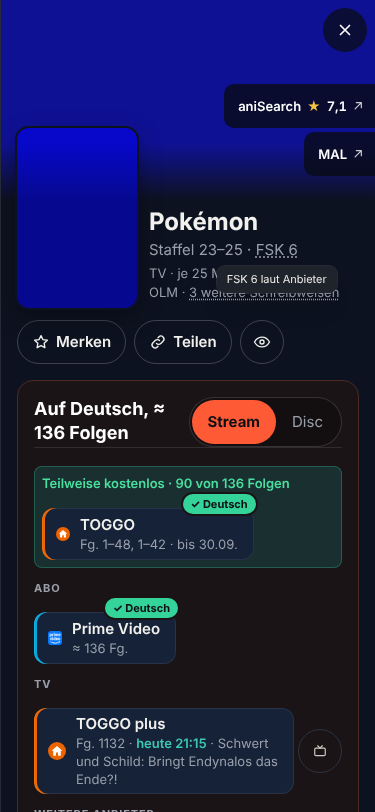 aniSearch ★ 7,1 ↗
MAL ↗
Pokémon
Staffel 23–25 · FSK 6
TV · je 25 M
FSK 6 laut Anbieter
OLM · 3 weitere Schreibweisen
Merken
Teilen
Auf Deutsch, ≈
136 Folgen
Stream
Disc
Teilweise kostenlos · 90 von 136 Folgen
✓ Deutsch
TOGGO
Fg. 1–48, 1–42 · bis 30.09.
ABO
✓ Deutsch
prime video
Prime Video
≈ 136 Fg.
TV
TOGGO plus
Fg. 1132 · heute 21:15 · Schwert
und Schild: Bringt Endynalos das
Ende?!
WEITERE ANBIETER